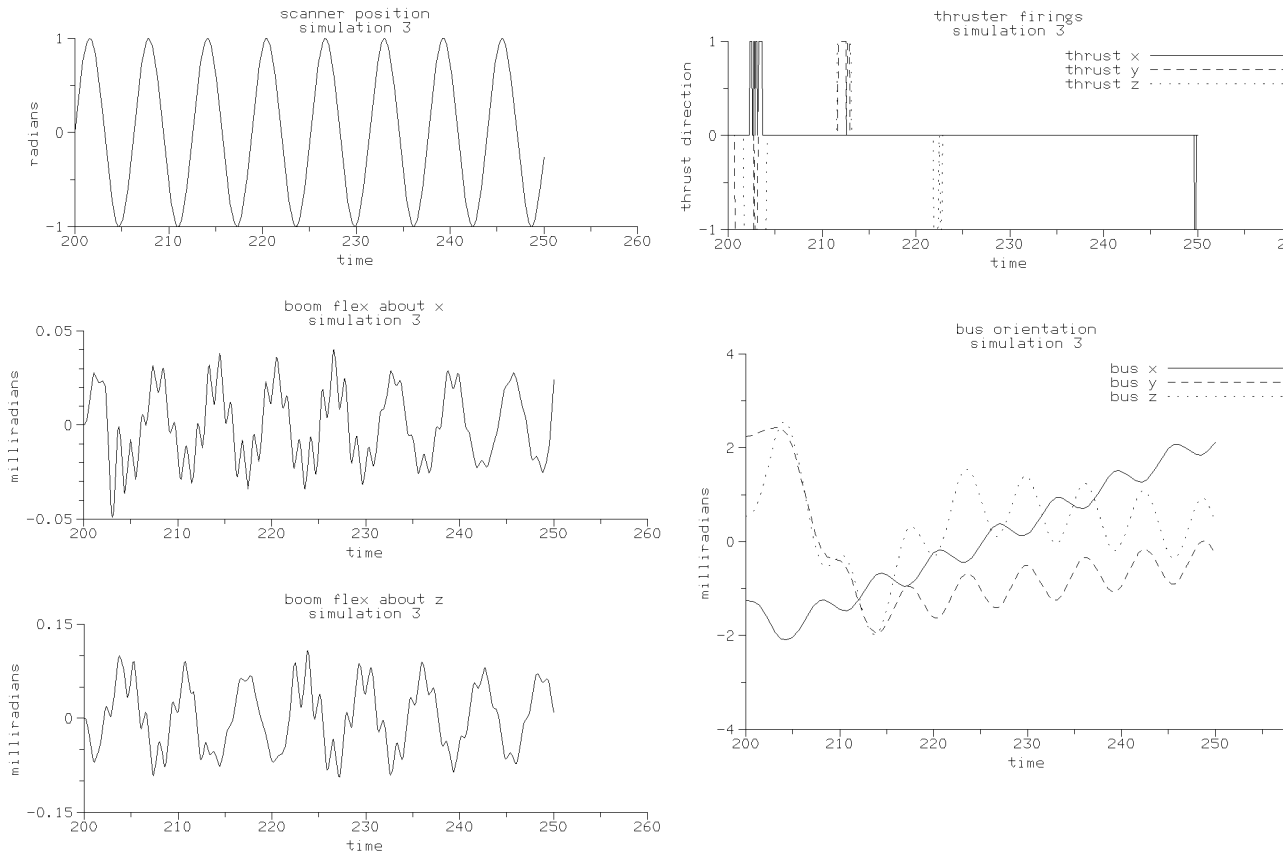 scanner position
simulation 3
1
0
-1
radians
200 210 220 230 240 250 260
time
boom flex about x
simulation 3
0.05
0
-0.05
milliradians
200 210 220 230 240 250 260
time
boom flex about z
simulation 3
0.15
0
-0.15
milliradians
200 210 220 230 240 250 260
time
thruster firings
simulation 3
thrust x
thrust y
thrust z
1
0
-1
thrust direction
200 210 220 230 240 250
time
bus orientation
simulation 3
bus x
bus y
bus z
4
2
0
-2
-4
milliradians
200 210 220 230 240 250
time